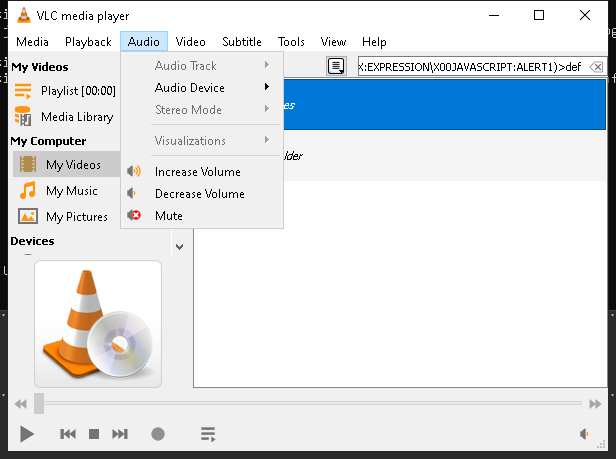 VLC media player
Media Playback Audio Video Subtitle Tools View Help
My Videos
Playlist [00:00]
Media Library
My Computer
My Videos
My Music
My Pictures
Devices
Audio Track
Audio Device
Stereo Mode
Visualizations
Increase Volume
Decrease Volume
Mute
X:EXPRESSION\X00JAVASCRIPT:ALERT1)>def
es
lder